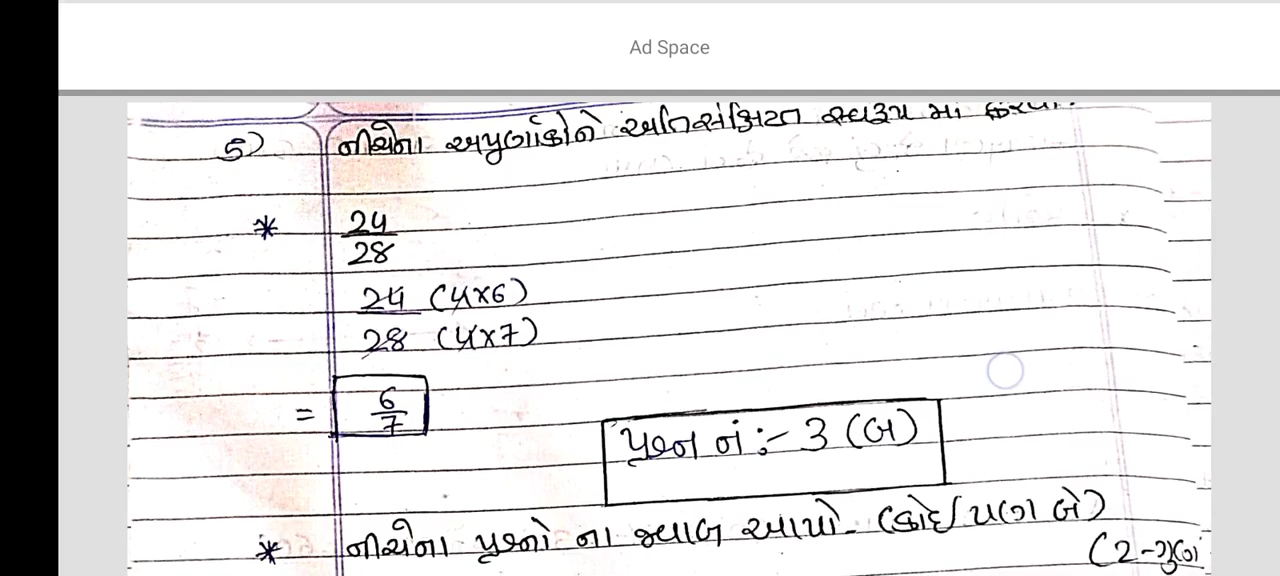 Ad Space
5) નીચેના અપુર્ણાકોને અતિસંક્ષિપ્ત સ્વરૂપ માં
* 24
28
24 (4x6)
28 (4x7)
= 6
7
પ્રશ્ન નં :- 3 (બ)
* નીચેના પ્રશ્નો ના જવાબ આપો- (કોઈ પણ બે)
(2-ગુણ